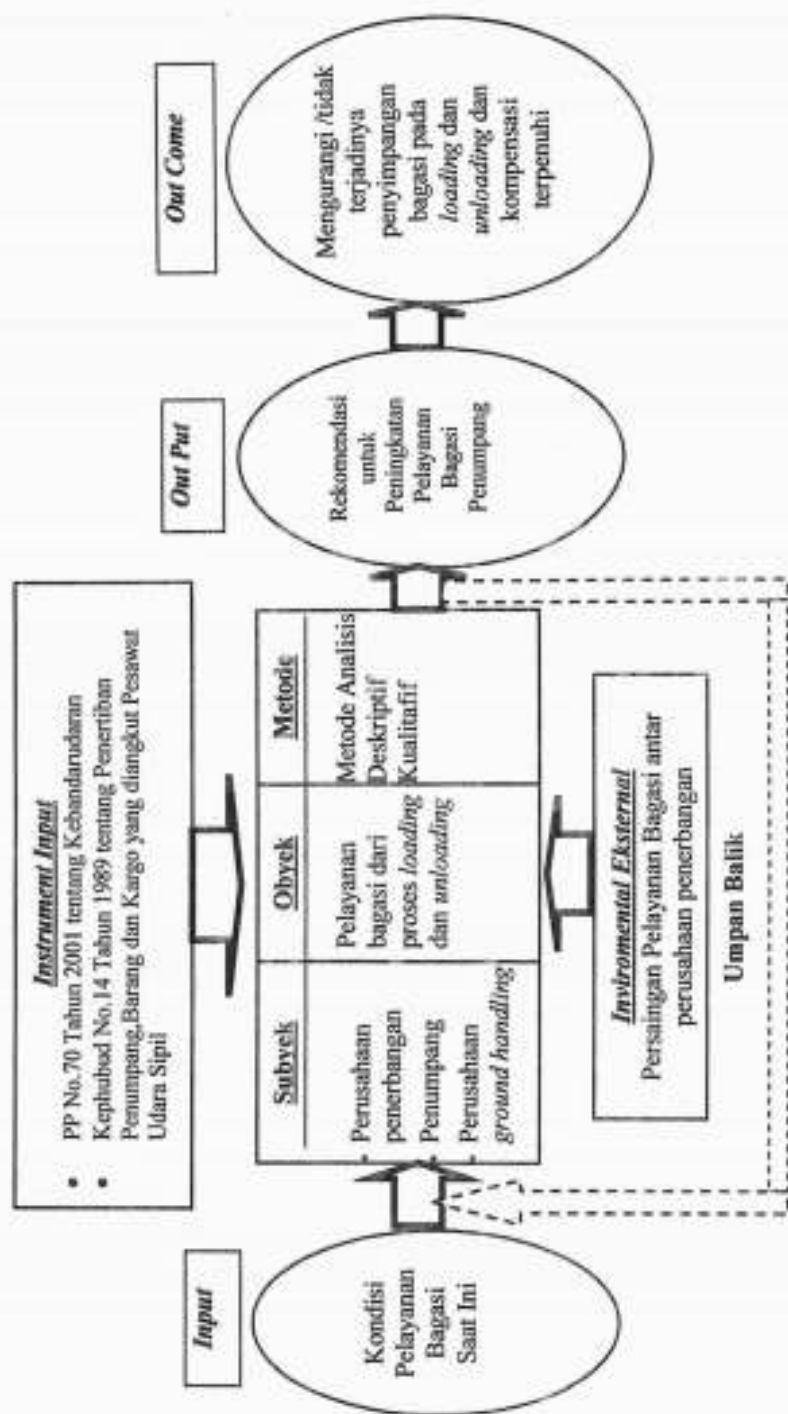 Input
Kondisi
Pelayanan
Bagasi
Saat Ini
Instrument Input
• PP No.70 Tahun 2001 tentang Kebandarudaran
• Kephubud No.14 Tahun 1989 tentang Penertiban
Penumpang,Barang dan Kargo yang diangkut Pesawat
Udara Sipil
Subyek
Perusahaan
penerbangan
Penumpang
Perusahaan
ground handling
Obyek
Pelayanan
bagasi dari
proses loading
dan unloading
Metode
Metode Analisis
Deskriptif
Kualitafif
Inviromental Eksternal
Persaingan Pelayanan Bagasi antar
perusahaan penerbangan
Umpan Balik
Out Put
Rekomendasi
untuk
Peningkatan
Pelayanan
Bagasi
Penumpang
Out Come
Mengurangi /tidak
terjadinya
penyimpangan
bagasi pada
loading dan
unloading dan
kompensasi
terpenuhi